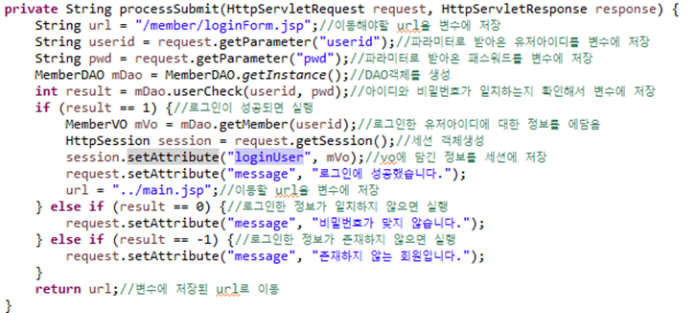 private String processSubmit(HttpServletRequest request, HttpServletResponse response) {
String url = "/member/loginForm.jsp";//이동해야할 url을 변수에 저장
String userid = request.getParameter("userid");//파라미터로 받아온 유저아이디를 변수에 저장
String pwd = request.getParameter("pwd");//파라미터로 받아온 패스워드를 변수에 저장
MemberDAO mDao = MemberDAO.getInstance();//DAO객체를 생성
int result = mDao.userCheck(userid, pwd);//아이디와 비밀번호가 일치하는지 확인해서 변수에 저장
if (result == 1) {//로그인이 성공되면 실행
MemberVO mVo = mDao.getMember(userid);//로그인한 유저아이디에 대한 정보를 에담음
HttpSession session = request.getSession();//세션 객체생성
session.setAttribute("loginUser", mVo);//vo에 담긴 정보를 세션에 저장
request.setAttribute("message", "로그인에 성공했습니다.");
url = "../main.jsp";//이동할 url을 변수에 저장
} else if (result == 0) {//로그인한 정보가 일치하지 않으면 실행
request.setAttribute("message", "비밀번호가 맞지 않습니다.");
} else if (result == -1) {//로그인한 정보가 존재하지 않으면 실행
request.setAttribute("message", "존재하지 않는 회원입니다.");
}
return url;//변수에 저장된 url로 이동
}